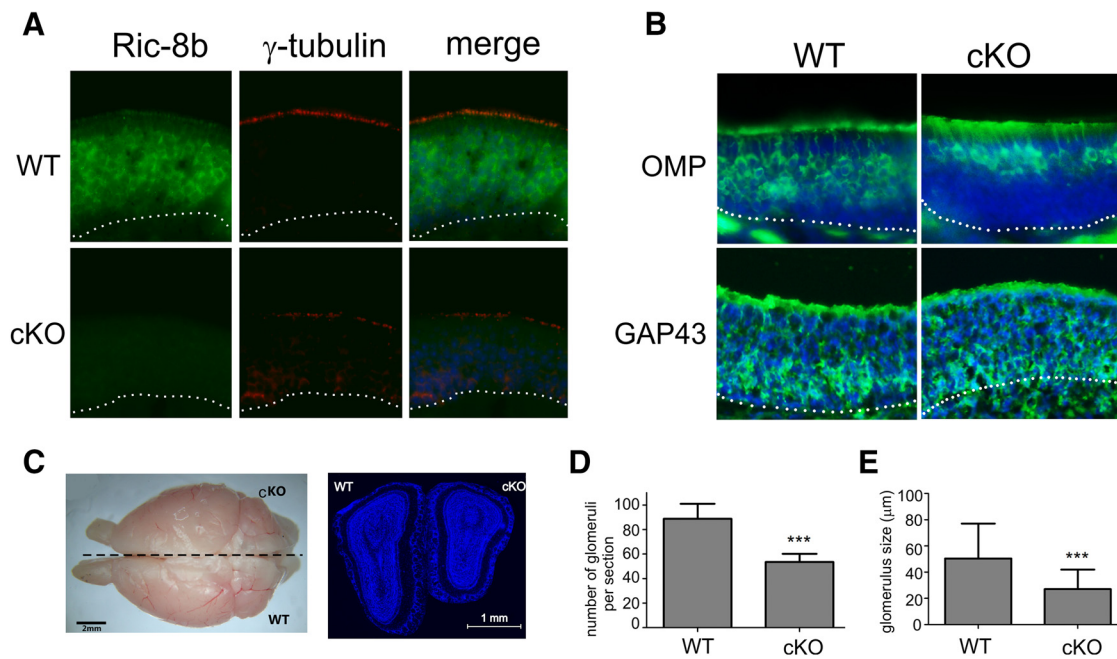 A
Ric-8b γ-tubulin merge
WT
cKO
B
WT cKO
OMP
GAP43
C
cKO
WT
2mm
WT cKO
1 mm
D
number of glomeruli
per section
100
80
60
40
20
0
***
WT cKO
E
glomerulus size (μm)
100
80
60
40
20
0
***
WT cKO